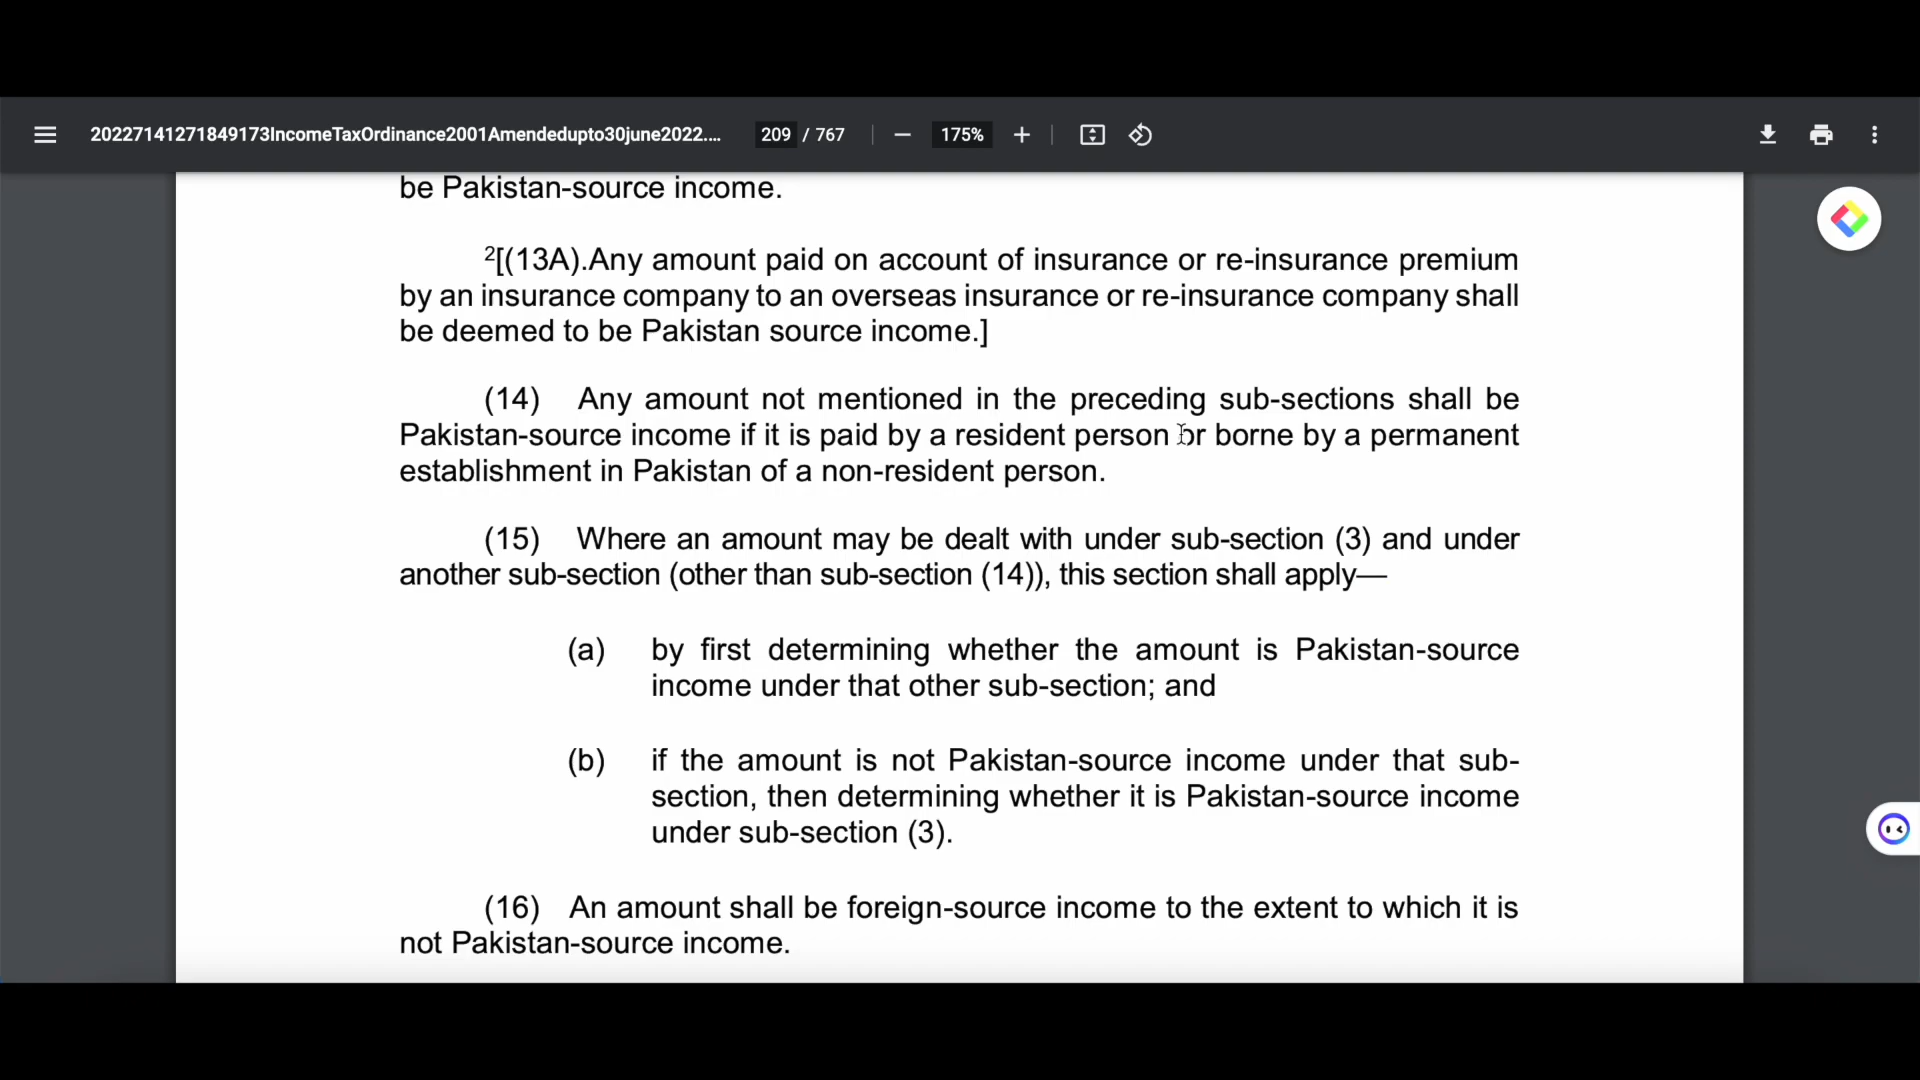 20227141271849173IncomeTaxOrdinance2001Amendedupto30june2022....
209 / 767
175%
be Pakistan-source income.
2[(13A).Any amount paid on account of insurance or re-insurance premium
by an insurance company to an overseas insurance or re-insurance company shall
be deemed to be Pakistan source income.]
(14) Any amount not mentioned in the preceding sub-sections shall be
Pakistan-source income if it is paid by a resident person or borne by a permanent
establishment in Pakistan of a non-resident person.
(15) Where an amount may be dealt with under sub-section (3) and under
another sub-section (other than sub-section (14)), this section shall apply—
(a) by first determining whether the amount is Pakistan-source
income under that other sub-section; and
(b) if the amount is not Pakistan-source income under that sub-
section, then determining whether it is Pakistan-source income
under sub-section (3).
(16) An amount shall be foreign-source income to the extent to which it is
not Pakistan-source income.